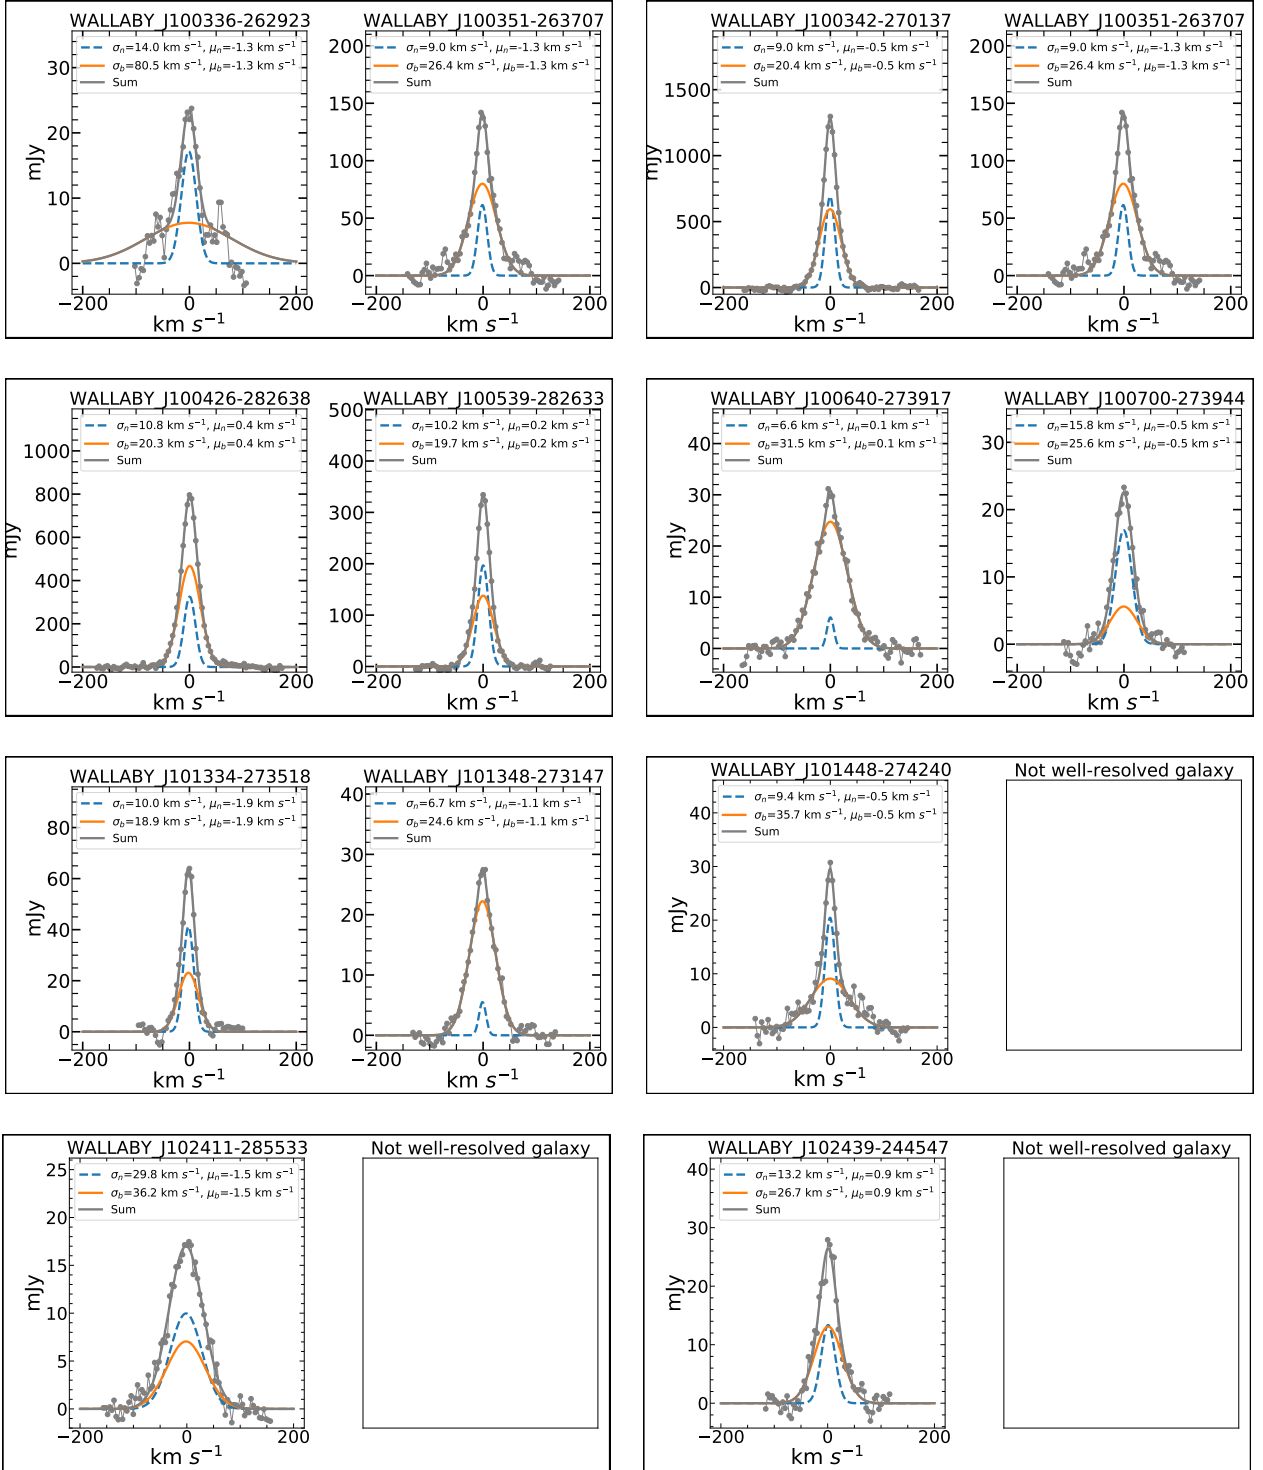 WALLABY_J100336-262923
σn=14.0 km s⁻¹, μn=-1.3 km s⁻¹
σb=80.5 km s⁻¹, μb=-1.3 km s⁻¹
Sum
30
20
10
0
mJy
−200 0 200
km s⁻¹
WALLABY_J100351-263707
σn=9.0 km s⁻¹, μn=-1.3 km s⁻¹
σb=26.4 km s⁻¹, μb=-1.3 km s⁻¹
Sum
200
150
100
50
0
−200 0 200
km s⁻¹
WALLABY_J100342-270137
σn=9.0 km s⁻¹, μn=-0.5 km s⁻¹
σb=20.4 km s⁻¹, μb=-0.5 km s⁻¹
Sum
1500
1000
500
0
mJy
−200 0 200
km s⁻¹
WALLABY_J100351-263707
σn=9.0 km s⁻¹, μn=-1.3 km s⁻¹
σb=26.4 km s⁻¹, μb=-1.3 km s⁻¹
Sum
200
150
100
50
0
−200 0 200
km s⁻¹
WALLABY_J100426-282638
σn=10.8 km s⁻¹, μn=0.4 km s⁻¹
σb=20.3 km s⁻¹, μb=0.4 km s⁻¹
Sum
1000
800
600
400
200
0
mJy
−200 0 200
km s⁻¹
WALLABY_J100539-282633
σn=10.2 km s⁻¹, μn=0.2 km s⁻¹
σb=19.7 km s⁻¹, μb=0.2 km s⁻¹
Sum
500
400
300
200
100
0
−200 0 200
km s⁻¹
WALLABY_J100640-273917
σn=6.6 km s⁻¹, μn=0.1 km s⁻¹
σb=31.5 km s⁻¹, μb=0.1 km s⁻¹
Sum
40
30
20
10
0
mJy
−200 0 200
km s⁻¹
WALLABY_J100700-273944
σn=15.8 km s⁻¹, μn=-0.5 km s⁻¹
σb=25.6 km s⁻¹, μb=-0.5 km s⁻¹
Sum
30
20
10
0
−200 0 200
km s⁻¹
WALLABY_J101334-273518
σn=10.0 km s⁻¹, μn=-1.9 km s⁻¹
σb=18.9 km s⁻¹, μb=-1.9 km s⁻¹
Sum
80
60
40
20
0
mJy
−200 0 200
km s⁻¹
WALLABY_J101348-273147
σn=6.7 km s⁻¹, μn=-1.1 km s⁻¹
σb=24.6 km s⁻¹, μb=-1.1 km s⁻¹
Sum
40
30
20
10
0
−200 0 200
km s⁻¹
WALLABY_J101448-274240
σn=9.4 km s⁻¹, μn=-0.5 km s⁻¹
σb=35.7 km s⁻¹, μb=-0.5 km s⁻¹
Sum
40
30
20
10
0
mJy
−200 0 200
km s⁻¹
Not well-resolved galaxy
WALLABY_J102411-285533
σn=29.8 km s⁻¹, μn=-1.5 km s⁻¹
σb=36.2 km s⁻¹, μb=-1.5 km s⁻¹
Sum
25
20
15
10
5
0
mJy
−200 0 200
km s⁻¹
Not well-resolved galaxy
WALLABY_J102439-244547
σn=13.2 km s⁻¹, μn=0.9 km s⁻¹
σb=26.7 km s⁻¹, μb=0.9 km s⁻¹
Sum
40
30
20
10
0
mJy
−200 0 200
km s⁻¹
Not well-resolved galaxy